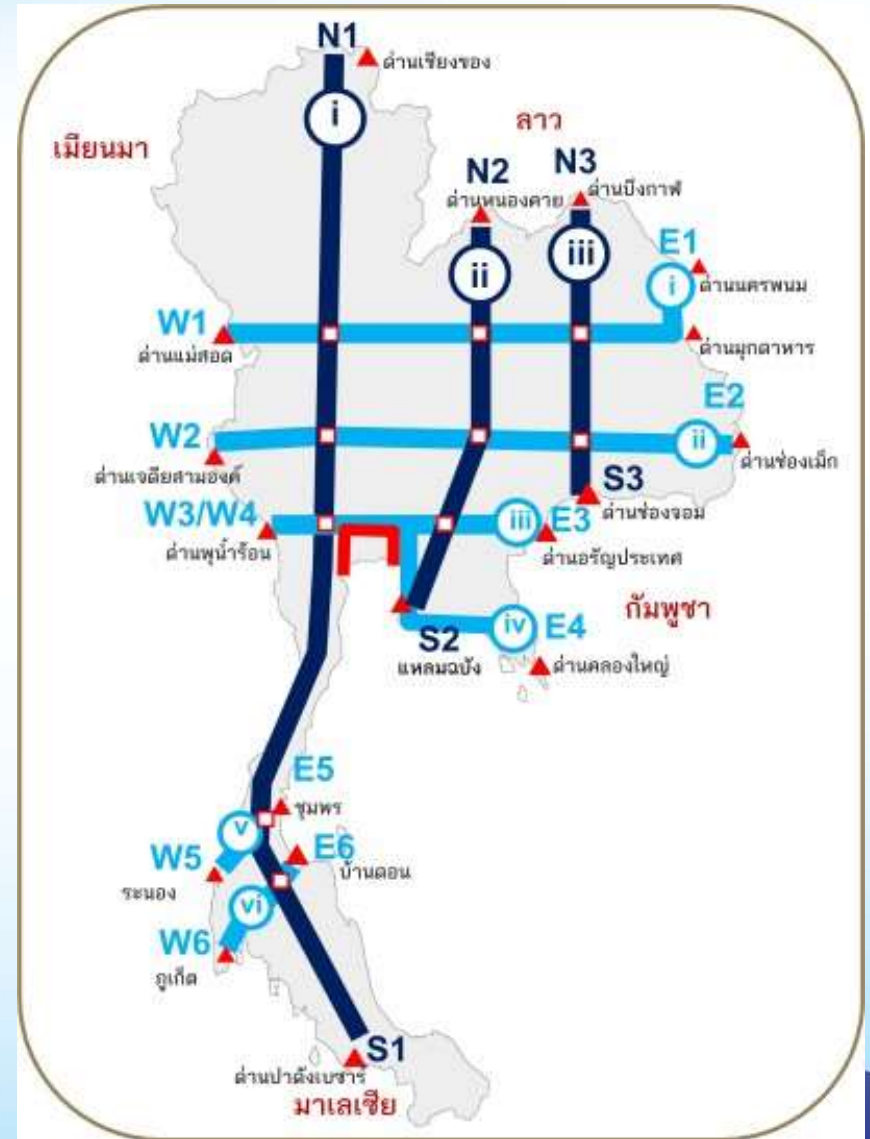 N1
ด่านเชียงของ
i
ลาว
เมียนมา
N2
N3
ด่านหนองคาย
ด่านบึงกาฬ
ii
iii
E1
i
ด่านนครพนม
W1
ด่านแม่สอด
ด่านมุกดาหาร
E2
W2
ii
ด่านช่องเม็ก
ด่านเจดีย์สามองค์
S3
ด่านช่องจอม
W3/W4
iii
E3
ด่านพุน้ำร้อน
ด่านอรัญประเทศ
กัมพูชา
S2
iv
E4
แหลมฉบัง
ด่านคลองใหญ่
E5
ชุมพร
v
E6
W5
บ้านดอน
ระนอง
vi
W6
ภูเก็ต
S1
ด่านปาดังเบซาร์
มาเลเซีย